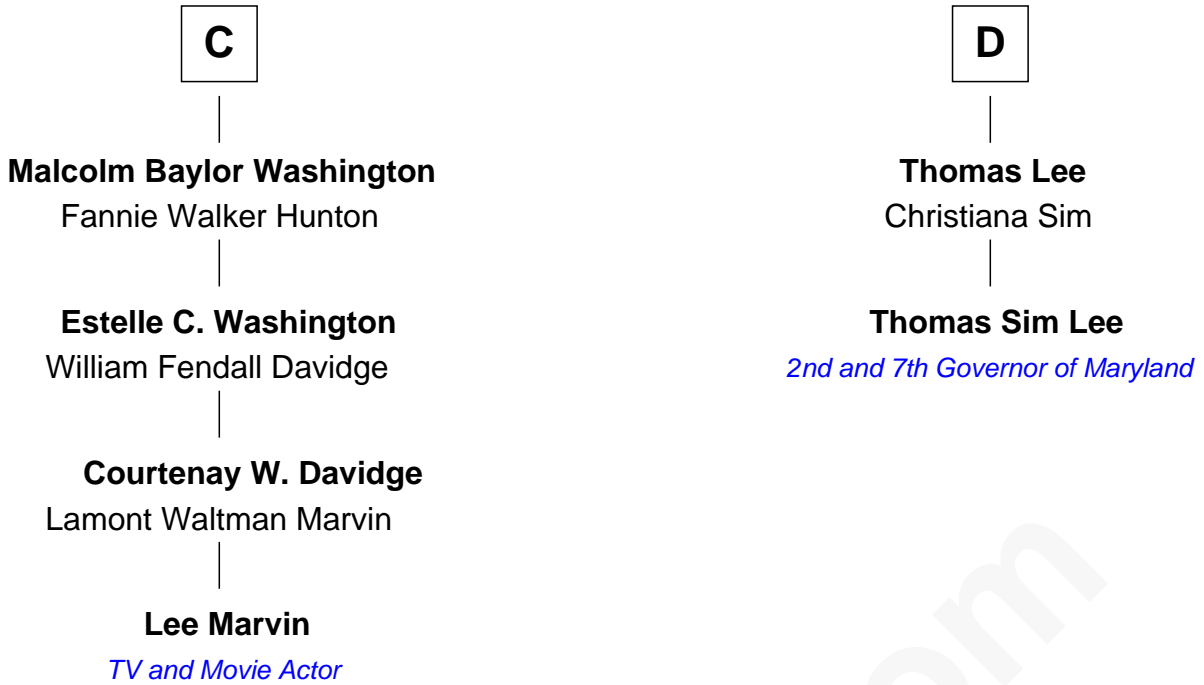 C
Malcolm Baylor Washington
Fannie Walker Hunton
Estelle C. Washington
William Fendall Davidge
Courtenay W. Davidge
Lamont Waltman Marvin
Lee Marvin
TV and Movie Actor
D
Thomas Lee
Christiana Sim
Thomas Sim Lee
2nd and 7th Governor of Maryland
om